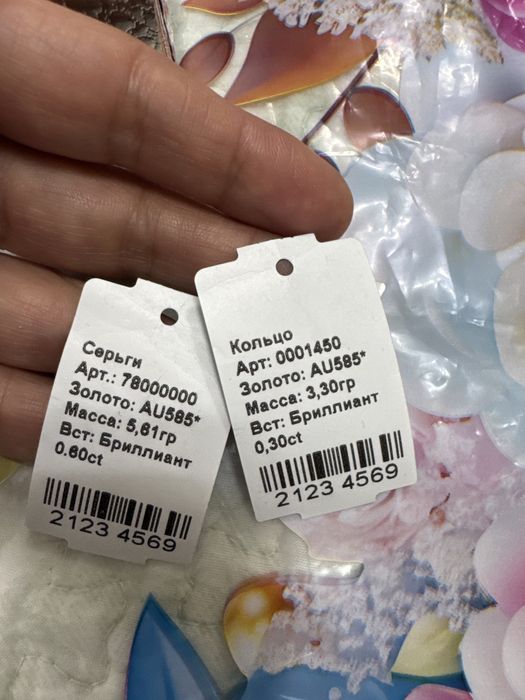 Серьги
Арт.: 78000000
Золото: AU585*
Масса: 5,61гр
Вст: Бриллиант
0.60ct
2123 4569
Кольцо
Арт: 0001450
Золото: AU585*
Масса: 3,30гр
Вст: Бриллиант
0,30ct
2123 4569